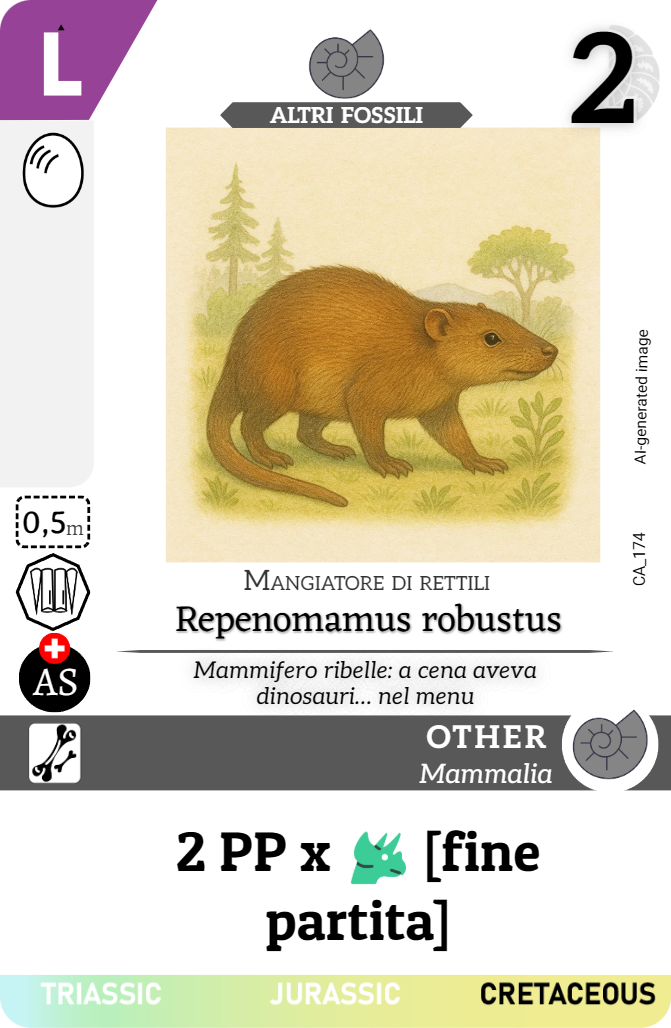 L
2
ALTRI FOSSILI
AI-generated image
CA_174
0,5m
AS
Mangiatore di rettili
Repenomamus robustus
Mammifero ribelle: a cena aveva
dinosauri... nel menu
OTHER
Mammalia
2 PP x [fine
partita]
TRIASSIC JURASSIC CRETACEOUS